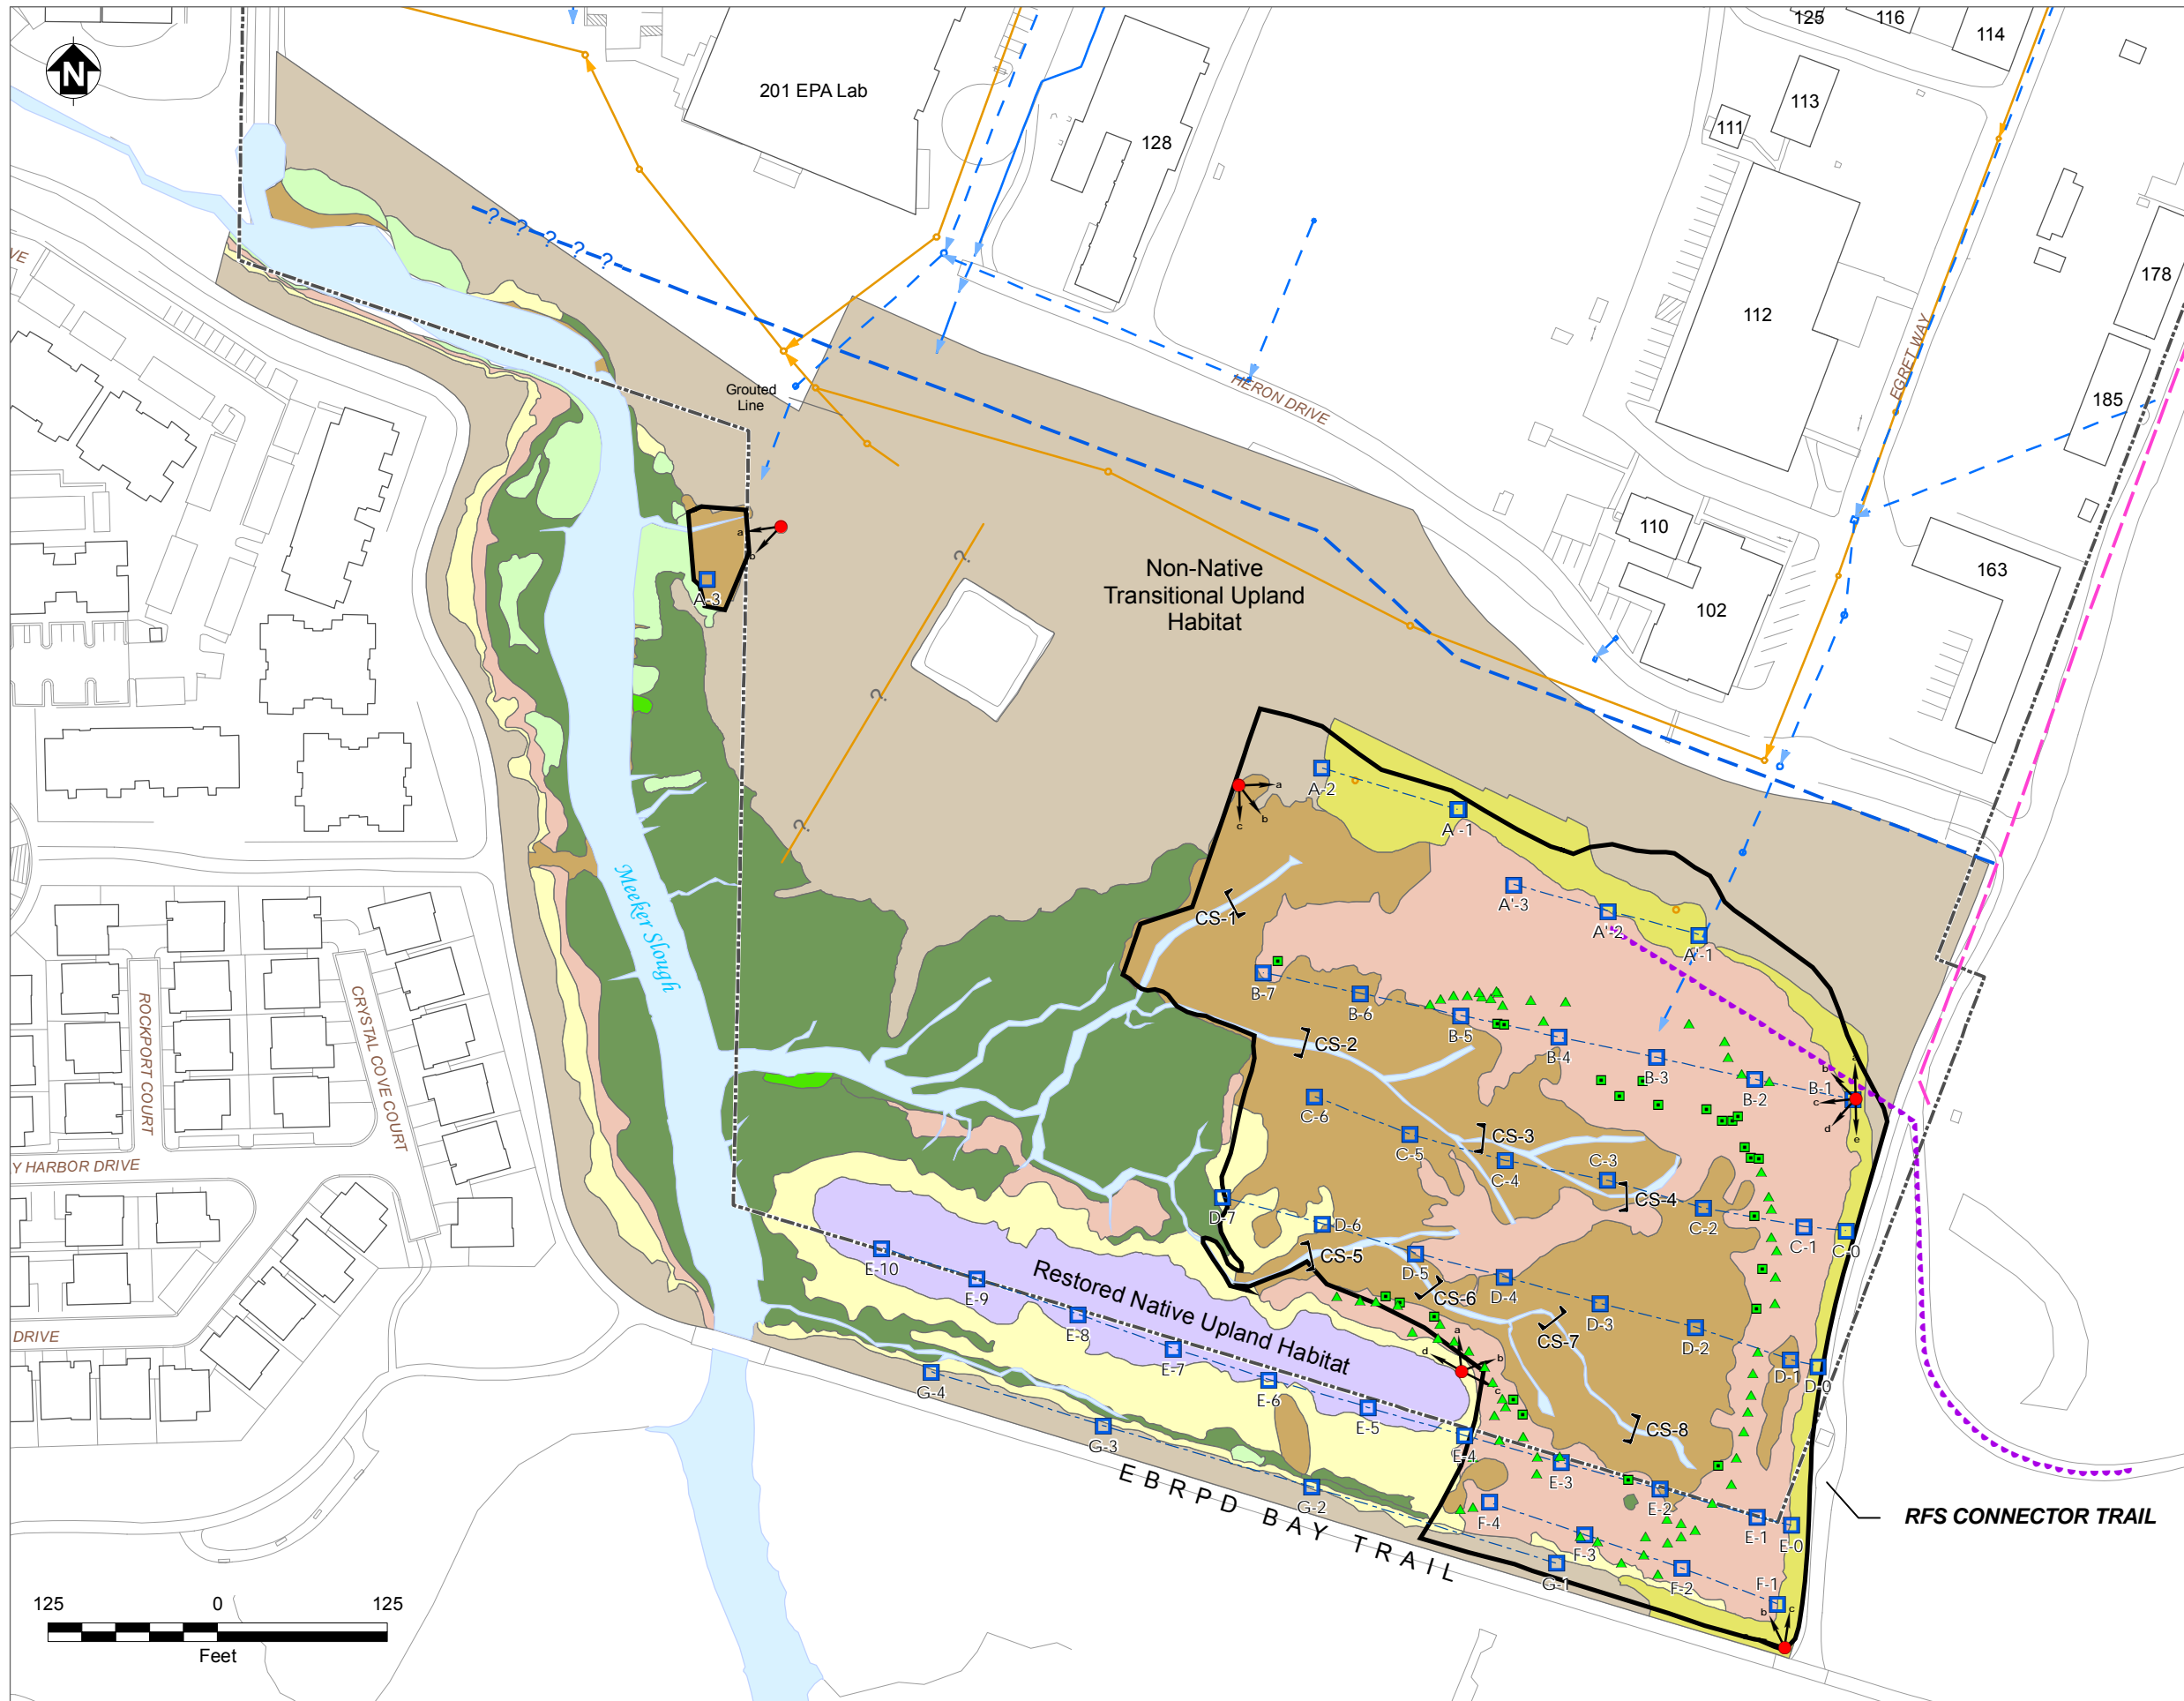 N
201 EPA Lab
128
125
116
114
113
111
112
178
185
110
102
163
VE
HERON DRIVE
EGRET WAY
Grouted
Line
? ? ? ? ?
?
?
?
Non-Native
Transitional Upland
Habitat
a
b
A-3
Meeker Slough
A-2
A-1
a
b
c
A'-3
A'-2
A'-1
CS-1
B-7
B-6
B-5
B-4
B-3
B-2
B-1
a
b
c
d
e
CS-2
C-6
C-5
C-4
C-3
C-2
C-1
C-0
CS-3
CS-4
D-7
D-6
D-5
D-4
D-3
D-2
D-1
D-0
CS-5
CS-6
CS-7
CS-8
ROCKPORT COURT
CRYSTAL COVE COURT
Y HARBOR DRIVE
DRIVE
Restored Native Upland Habitat
E-10
E-9
E-8
E-7
E-6
E-5
E-4
E-3
E-2
E-1
E-0
a
b
c
d
F-4
F-3
F-2
F-1
b
c
G-4
G-3
G-2
G-1
EBRPD BAY TRAIL
RFS CONNECTOR TRAIL
125 0 125
Feet